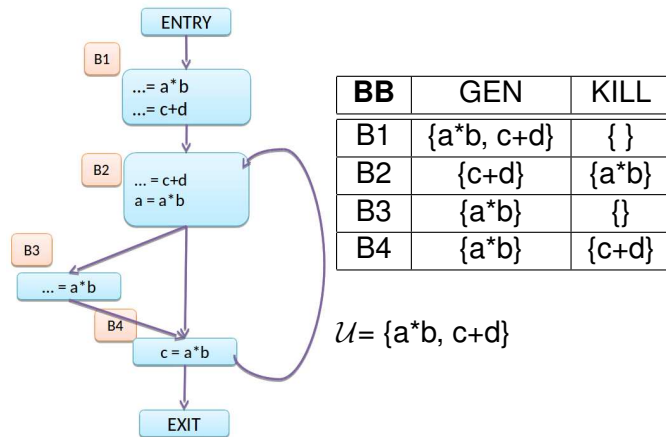 ENTRY
B1
...= a*b
...= c+d
B2
... = c+d
a = a*b
B3
... = a*b
B4
c = a*b
EXIT
BB GEN KILL
B1 {a*b, c+d} { }
B2 {c+d} {a*b}
B3 {a*b} {}
B4 {a*b} {c+d}
𝒰= {a*b, c+d}